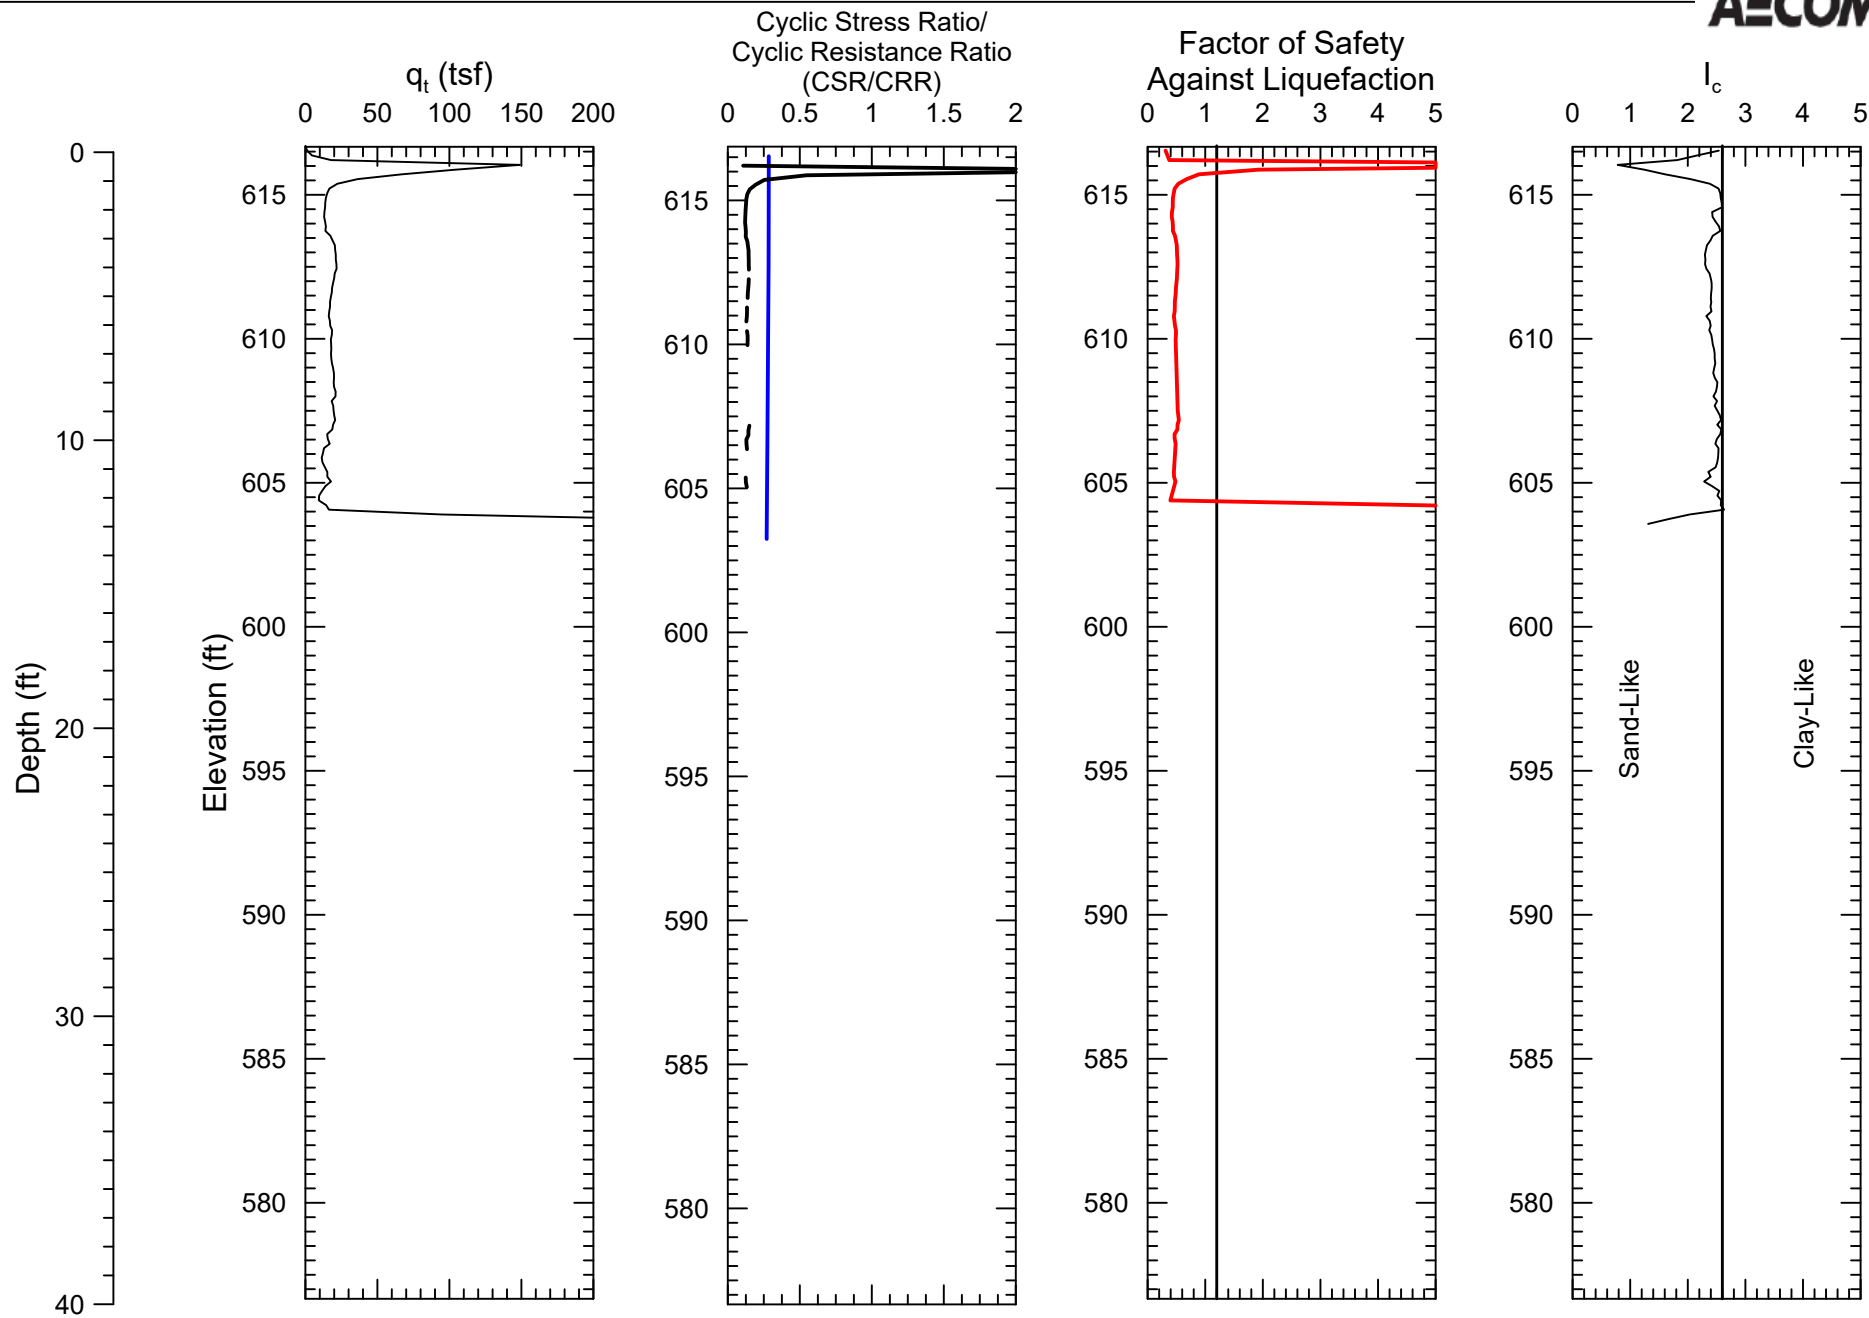 AECOM
Cyclic Stress Ratio/
Cyclic Resistance Ratio
(CSR/CRR)
Factor of Safety
Against Liquefaction
qt (tsf)
Ic
0 50 100 150 200
0 0.5 1 1.5 2
0 1 2 3 4 5
0 1 2 3 4 5
Depth (ft)
0
10
20
30
40
Elevation (ft)
615
610
605
600
595
590
585
580
615
610
605
600
595
590
585
580
615
610
605
600
595
590
585
580
615
610
605
600
595
590
585
580
Sand-Like
Clay-Like